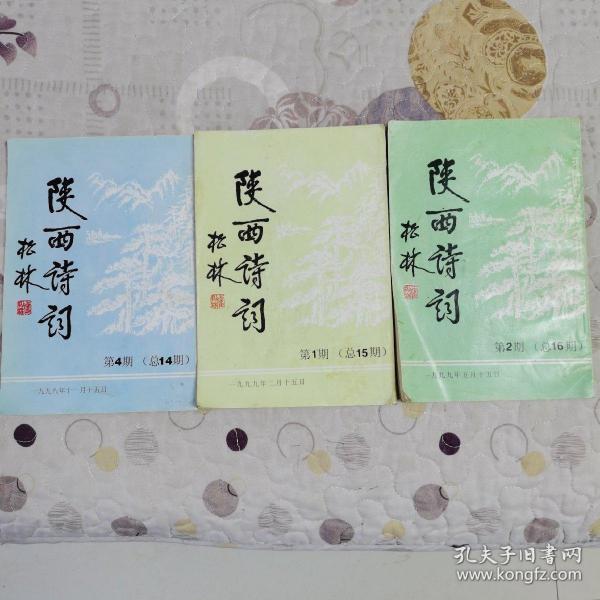 陕西诗词
松林
第4期 （总14期）
一九九八年十一月十五日
陕西诗词
松林
第1期 （总15期）
一九九九年二月十五日
陕西诗词
松林
第2期 （总16期）
一九九九年五月十五日
孔夫子旧书网
www.kongfz.com